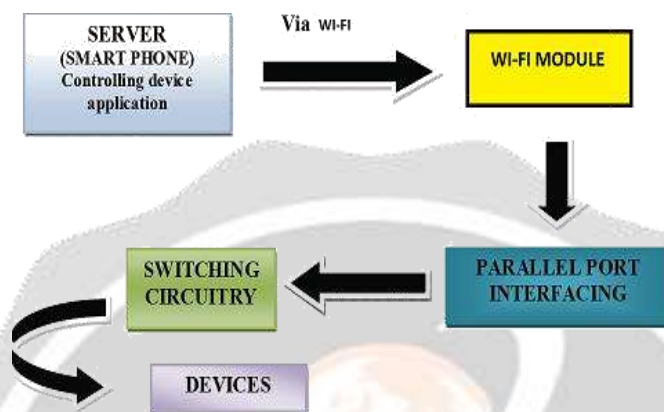 SERVER
(SMART PHONE)
Controlling device
application
Via WI-FI
WI-FI MODULE
SWITCHING
CIRCUITRY
PARALLEL PORT
INTERFACING
DEVICES